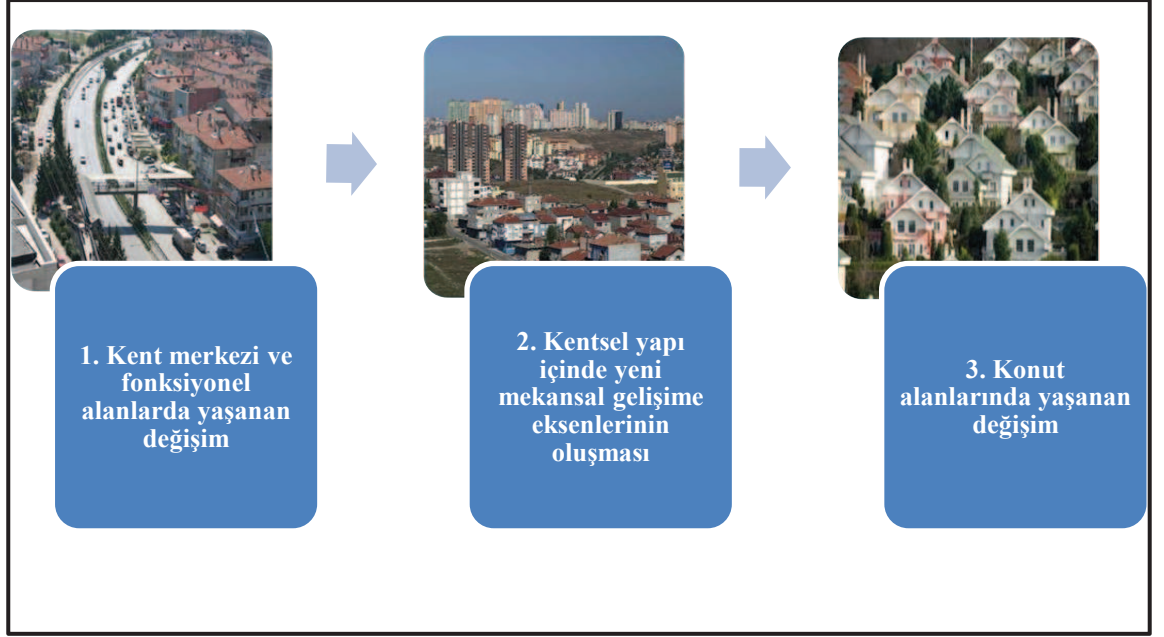 1. Kent merkezi ve
fonksiyonel
alanlarda yaşanan
değişim
2. Kentsel yapı
içinde yeni
mekansal gelişime
eksenlerinin
oluşması
3. Konut
alanlarında yaşanan
değişim